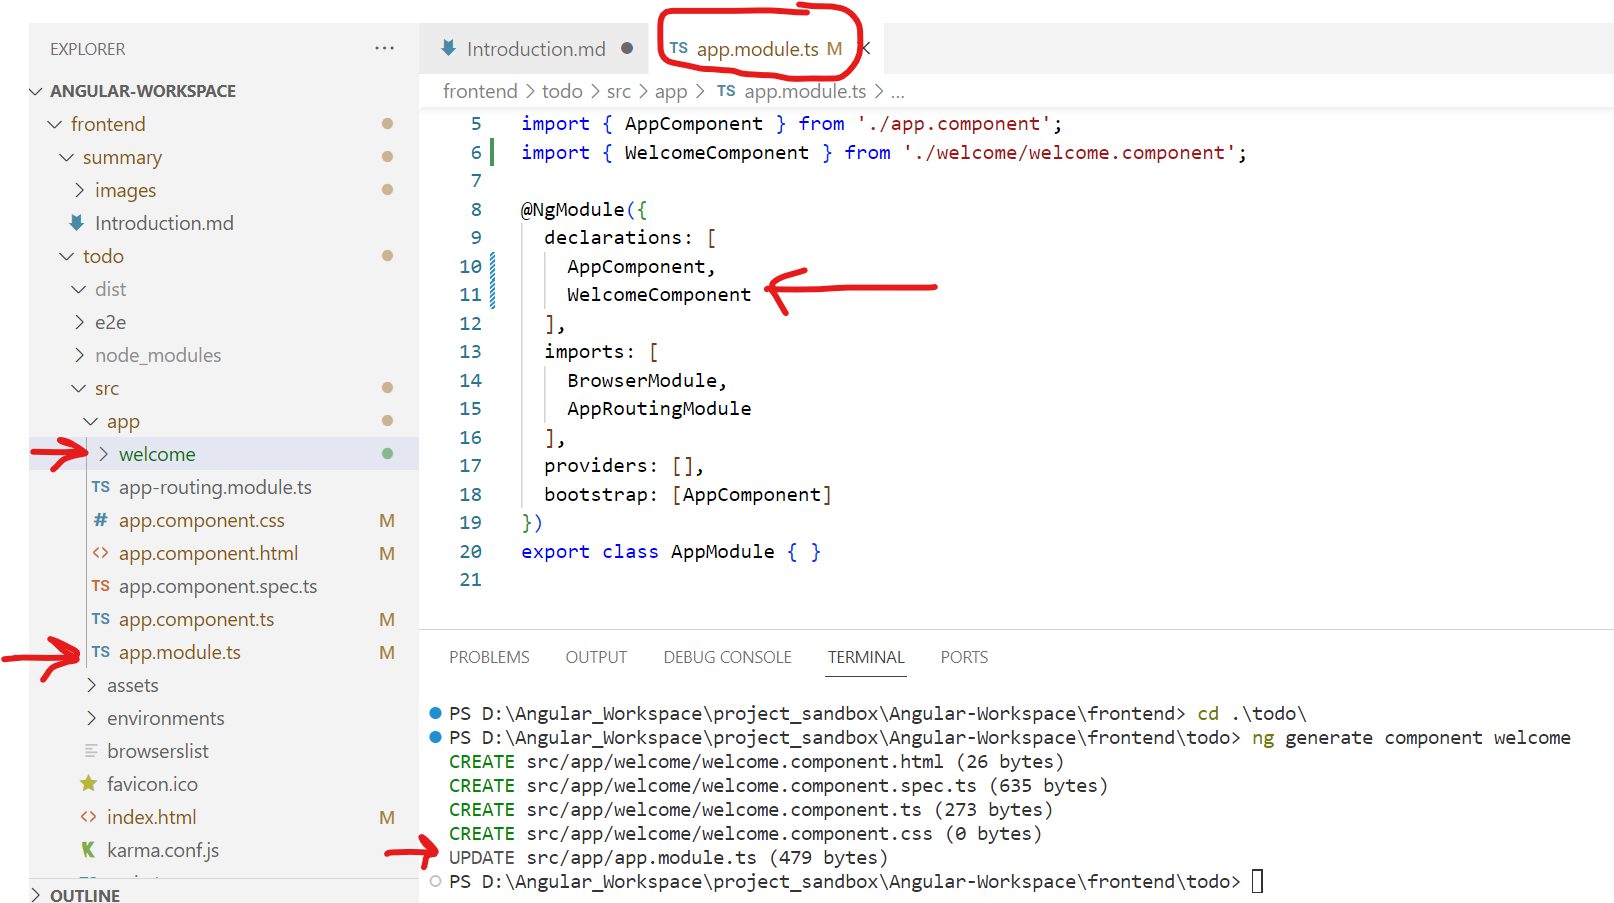 EXPLORER
ANGULAR-WORKSPACE
frontend
summary
images
Introduction.md
todo
dist
e2e
node_modules
src
app
welcome
TS app-routing.module.ts
# app.component.css M
<> app.component.html M
TS app.component.spec.ts
TS app.component.ts M
TS app.module.ts M
assets
environments
browserslist
favicon.ico
<> index.html M
karma.conf.js
OUTLINE
Introduction.md
TS app.module.ts M
frontend > todo > src > app > TS app.module.ts > ...
5 import { AppComponent } from './app.component';
6 import { WelcomeComponent } from './welcome/welcome.component';
7
8 @NgModule({
9 declarations: [
10 AppComponent,
11 WelcomeComponent
12 ],
13 imports: [
14 BrowserModule,
15 AppRoutingModule
16 ],
17 providers: [],
18 bootstrap: [AppComponent]
19 })
20 export class AppModule { }
21
PROBLEMS OUTPUT DEBUG CONSOLE TERMINAL PORTS
PS D:\Angular_Workspace\project_sandbox\Angular-Workspace\frontend> cd .\todo\
PS D:\Angular_Workspace\project_sandbox\Angular-Workspace\frontend\todo> ng generate component welcome
CREATE src/app/welcome/welcome.component.html (26 bytes)
CREATE src/app/welcome/welcome.component.spec.ts (635 bytes)
CREATE src/app/welcome/welcome.component.ts (273 bytes)
CREATE src/app/welcome/welcome.component.css (0 bytes)
UPDATE src/app/app.module.ts (479 bytes)
PS D:\Angular_Workspace\project_sandbox\Angular-Workspace\frontend\todo>